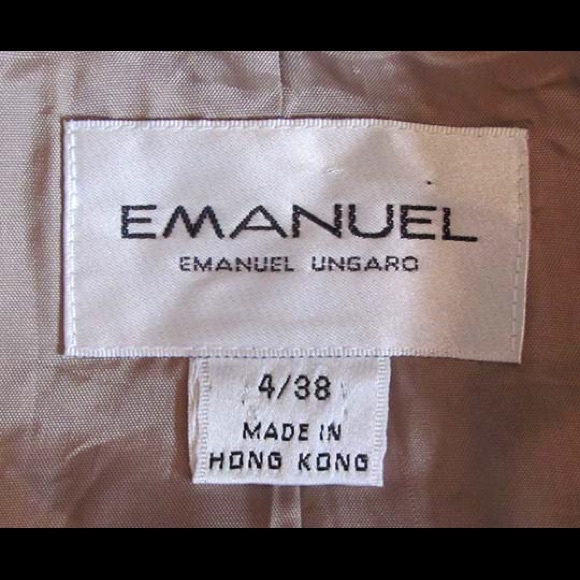 EMANUEL
EMANUEL UNGARO
4/38
MADE IN
HONG KONG